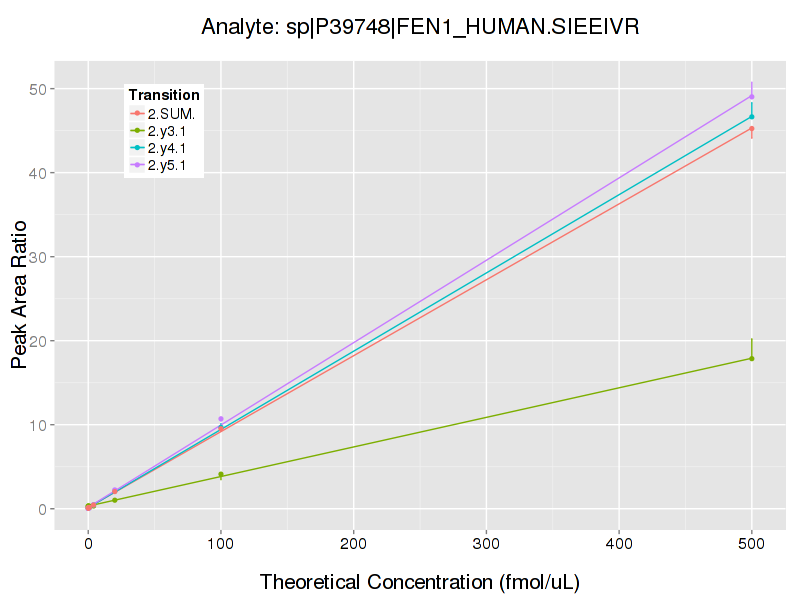 Analyte: sp|P39748|FEN1_HUMAN.SIEEIVR
Transition
2.SUM.
2.y3.1
2.y4.1
2.y5.1
Peak Area Ratio
50
40
30
20
10
0
0 100 200 300 400 500
Theoretical Concentration (fmol/uL)